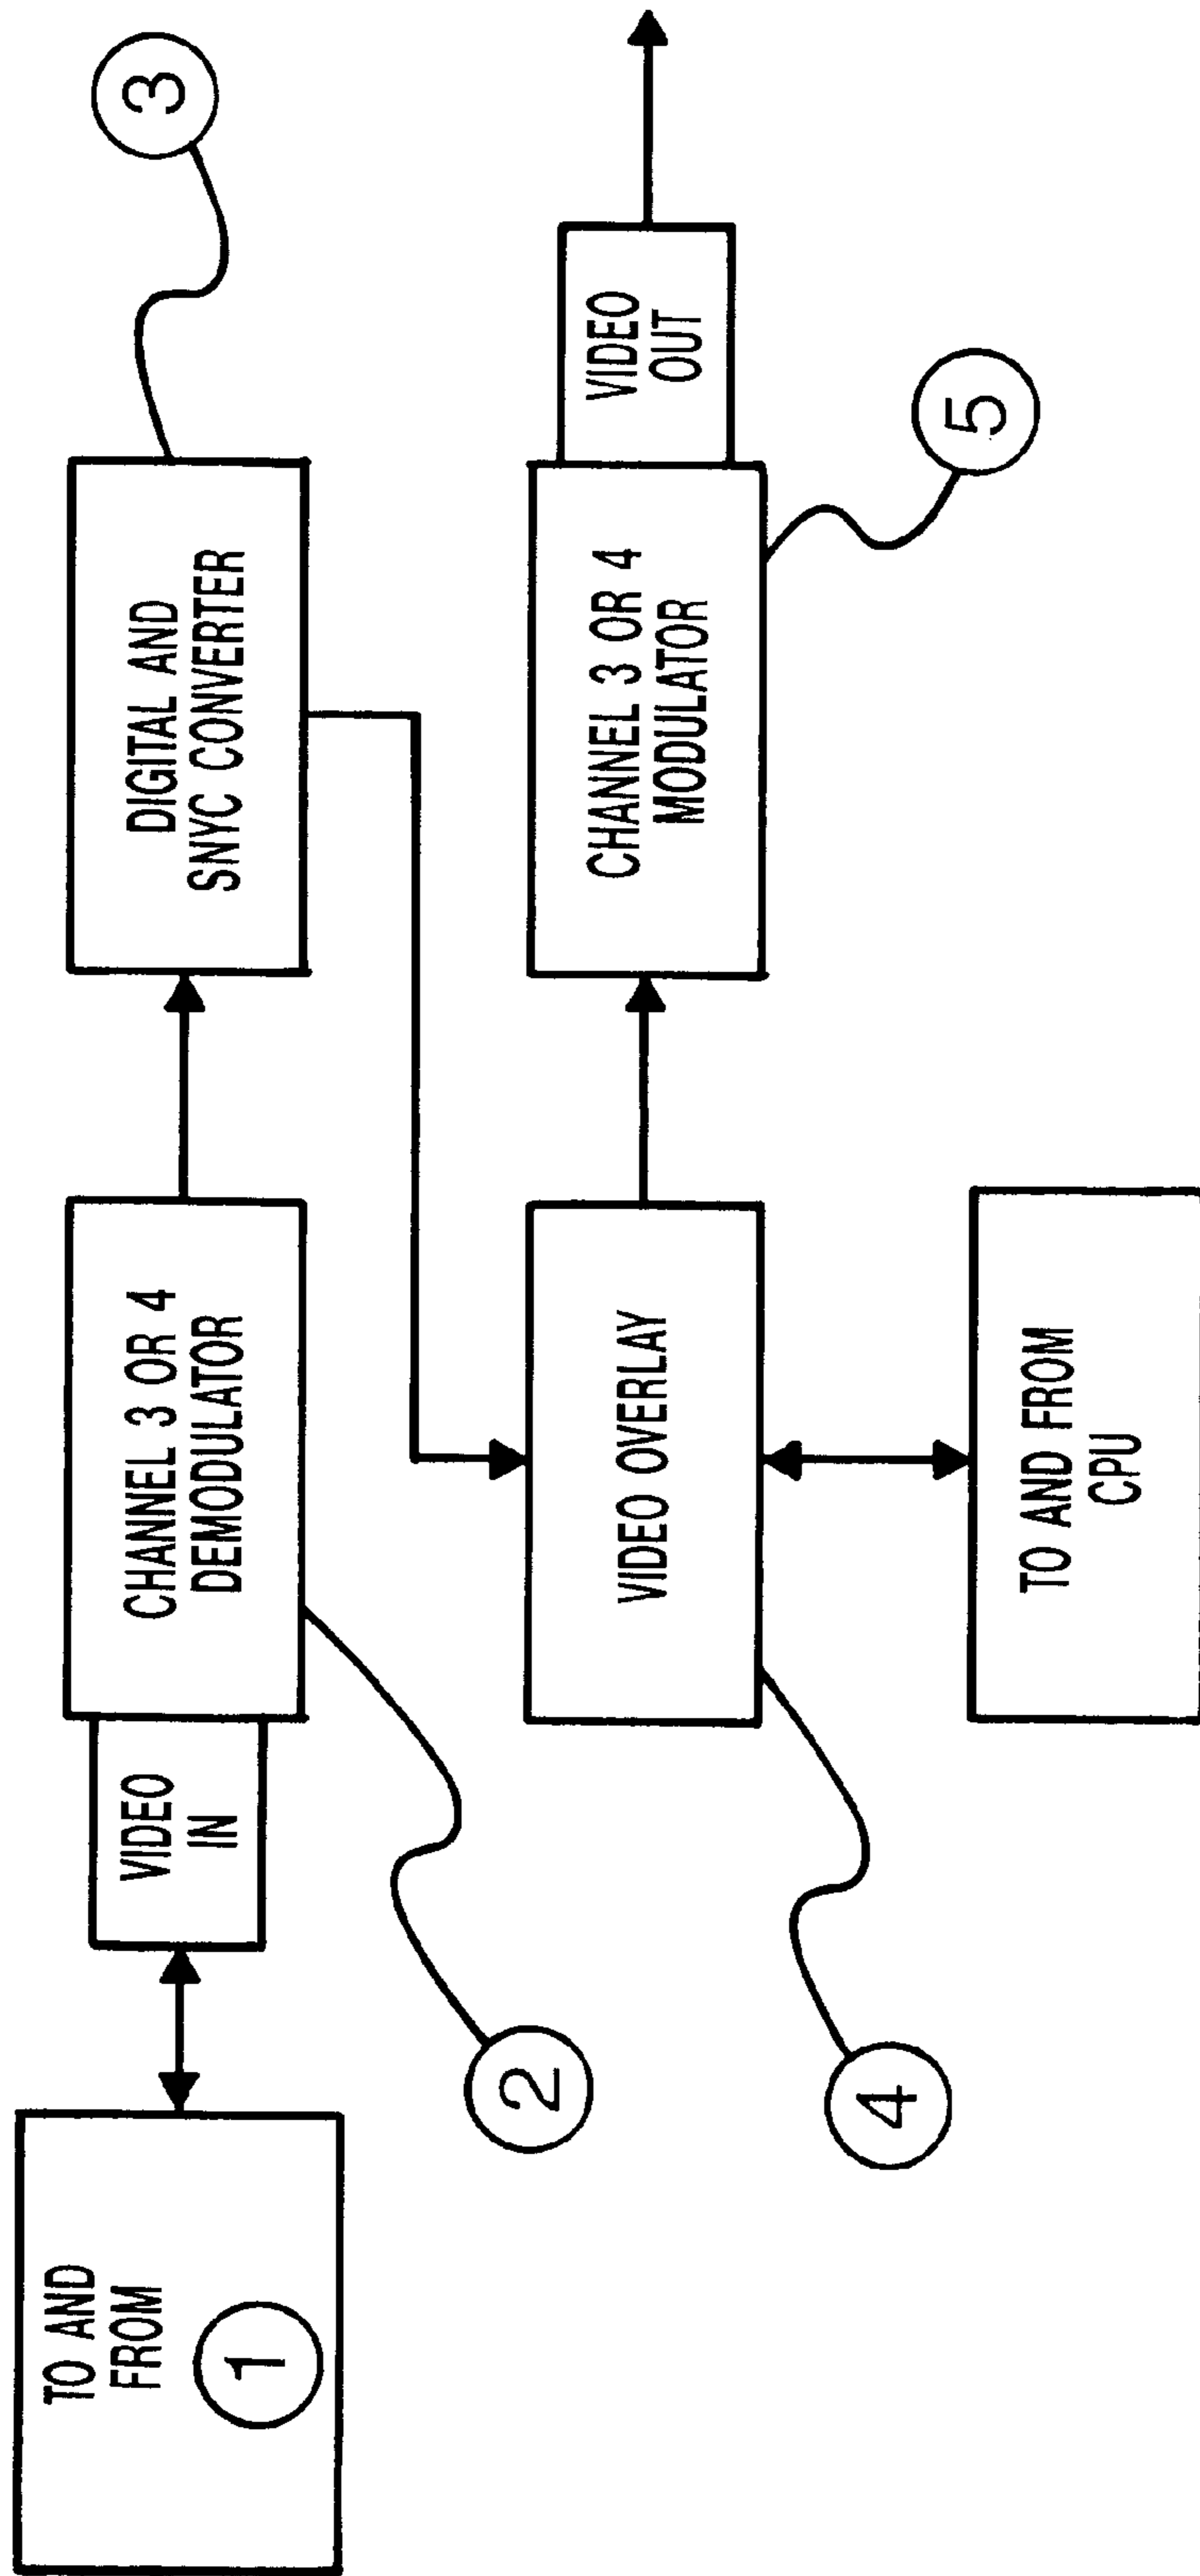 TO AND
FROM
1
VIDEO
IN
CHANNEL 3 OR 4
DEMODULATOR
2
DIGITAL AND
SNYC CONVERTER
3
VIDEO OVERLAY
4
CHANNEL 3 OR 4
MODULATOR
VIDEO
OUT
5
TO AND FROM
CPU